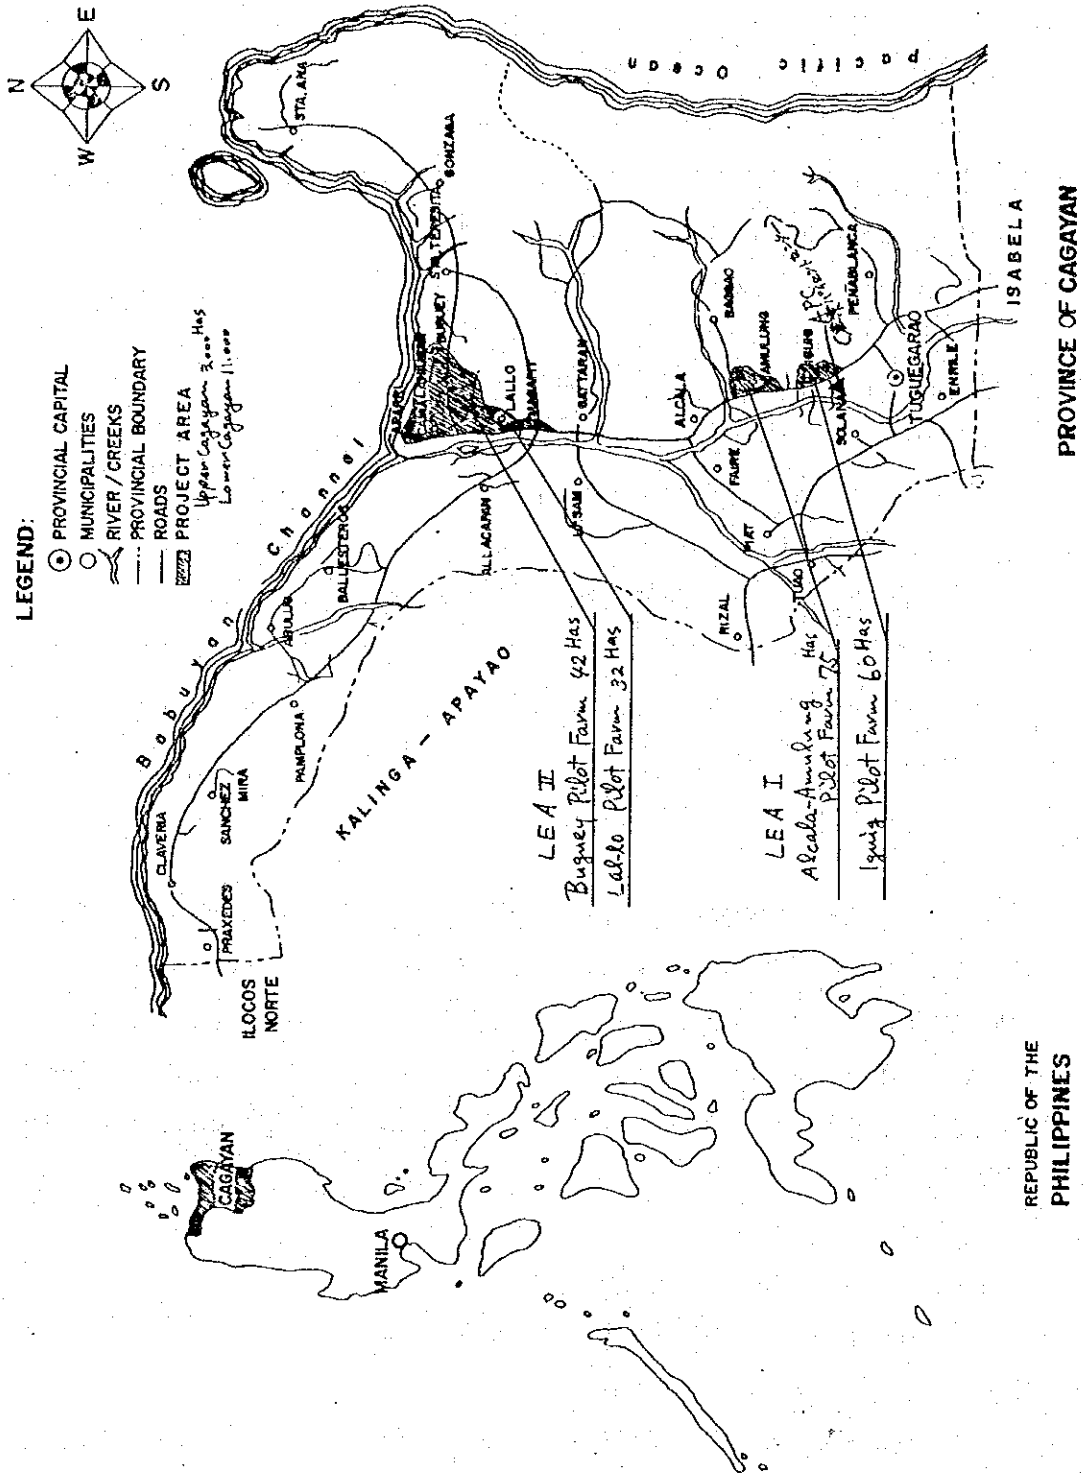 N
E
S
W
LEGEND:
PROVINCIAL CAPITAL
MUNICIPALITIES
RIVER / CREEKS
PROVINCIAL BOUNDARY
ROADS
PROJECT AREA
Upper Cagayan 3,000 Has
Lower Cagayan 11,000
Babuyan Channel
pacific Ocean
CLAVERIA
PRAXEDES
SANCHEZ
MIRA
PAMPLONA
ABULUG
BALLESTEROS
ALLACAPAN
APARRI
BUGUEY
STA. TERESITA
GONZAGA
STA. ANA
LALLO
GATTARAN
LASAM
ALCALA
BAGGAO
FAIRE
AMULUNG
IGUIG
PEÑABLANCA
PIAT
TUAO
RIZAL
SOLANA
TUGUEGARAO
ENRILE
ILOCOS
NORTE
KALINGA - APAYAO
ISABELA
APC
LEA II
Buguey Pilot Farm 42 Has
Lal-lo Pilot Farm 32 Has
LEA I
Alcala-Amulung
Pilot Farm 75 Has
Iguig Pilot Farm 60 Has
PROVINCE OF CAGAYAN
CAGAYAN
MANILA
REPUBLIC OF THE
PHILIPPINES